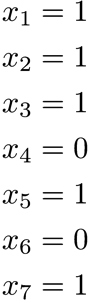 x₁ = 1
x₂ = 1
x₃ = 1
x₄ = 0
x₅ = 1
x₆ = 0
x₇ = 1